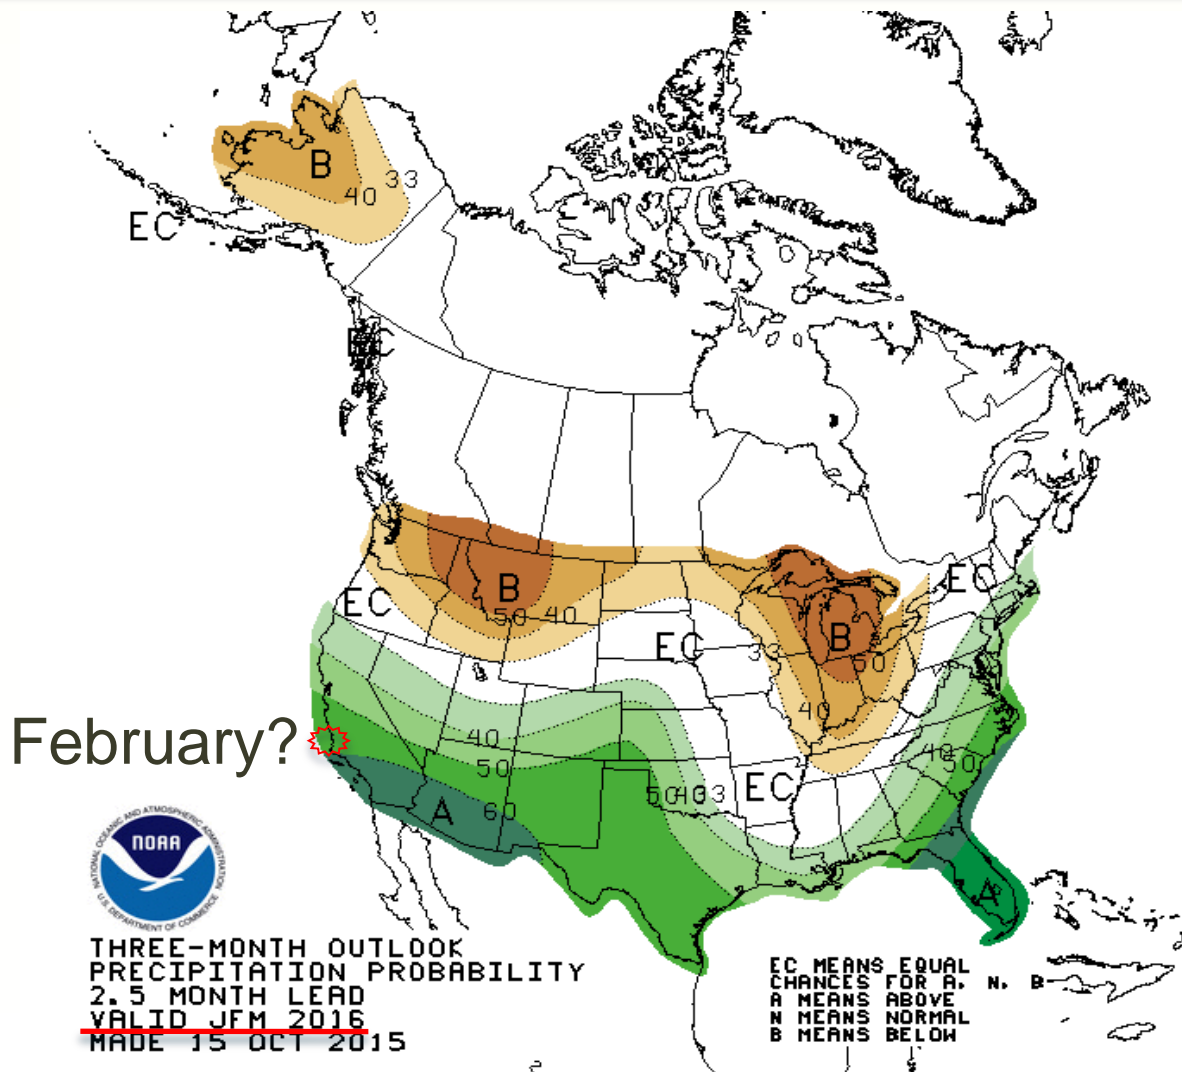 B
33
40
EC
EC
B
50 40
EC
EC
EC
33
B
50
40
February?
40
50
60
A
50 40 33
EC
40
50
A
NOAA
NATIONAL OCEANIC AND ATMOSPHERIC ADMINISTRATION
U.S. DEPARTMENT OF COMMERCE
THREE-MONTH OUTLOOK
PRECIPITATION PROBABILITY
2.5 MONTH LEAD
VALID JFM 2016
MADE 15 OCT 2015
EC MEANS EQUAL
CHANCES FOR A, N, B
A MEANS ABOVE
N MEANS NORMAL
B MEANS BELOW